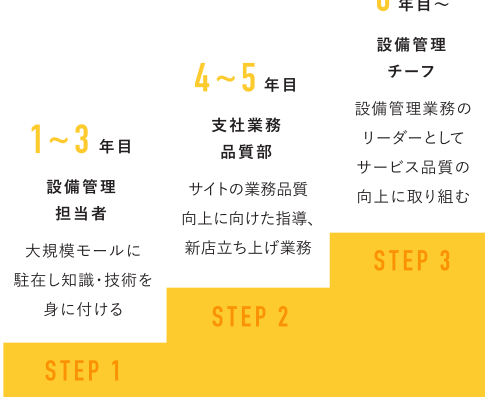 1〜3 年目
設備管理
担当者
大規模モールに
駐在し知識・技術を
身に付ける
STEP 1
4〜5 年目
支社業務
品質部
サイトの業務品質
向上に向けた指導、
新店立ち上げ業務
STEP 2
年目〜
設備管理
チーフ
設備管理業務の
リーダーとして
サービス品質の
向上に取り組む
STEP 3